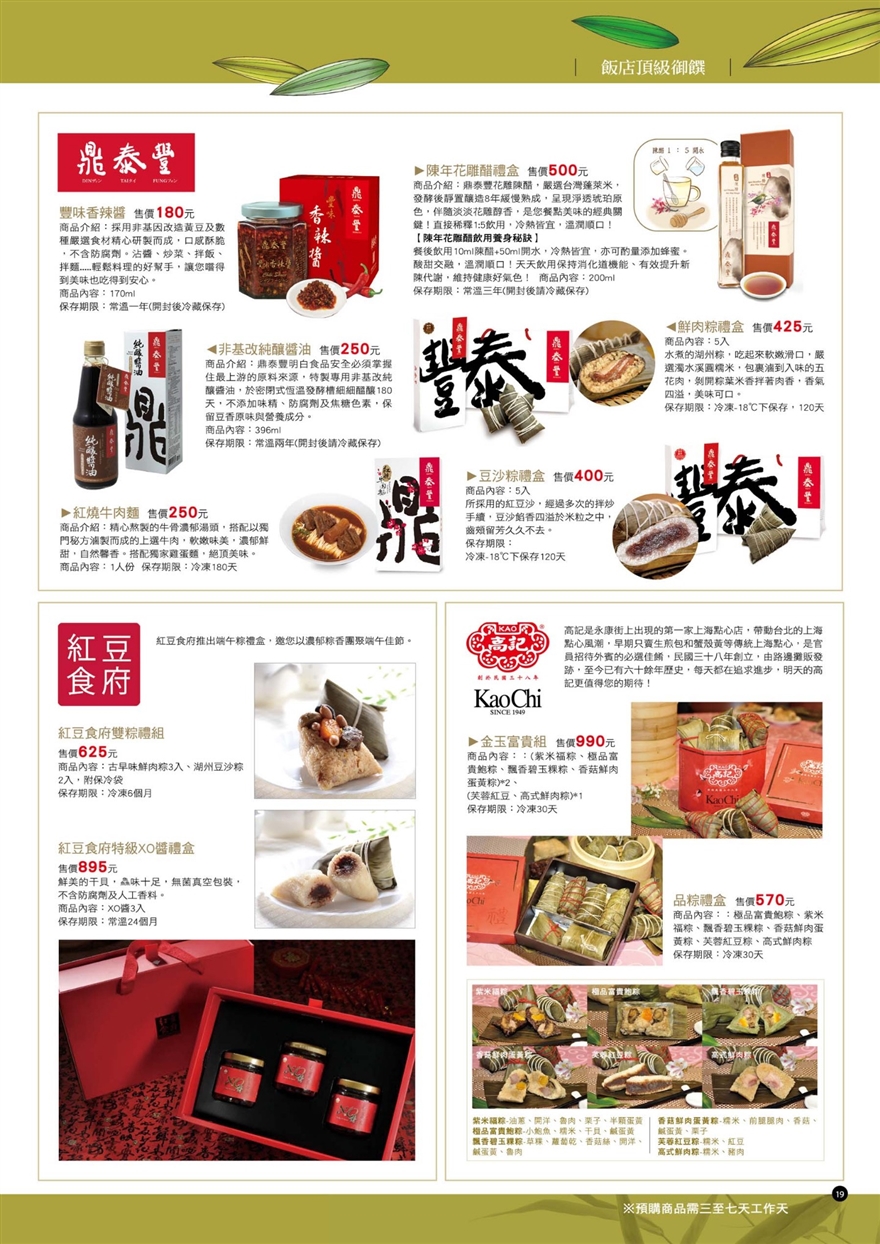 飯店頂級御饌
鼎泰豐
豐味香辣醬 售價180元
商品介紹:採用非基因改造黃豆及數
種嚴選食材精心研製而成,口感酥脆
,不含防腐劑。沾醬、炒菜、拌飯、
拌麵.....輕鬆料理的好幫手,讓您嚐得
到美味也吃得到安心。
商品內容:170ml
保存期限:常溫一年(開封後冷藏保存)
▶陳年花雕醋禮盒 售價500元
商品介紹:鼎泰豐花雕陳醋,嚴選台灣蓬萊米,
發酵後靜置釀造8年緩慢熟成,呈現淨透琥珀原
色,伴隨淡淡花雕醇香,是您餐點美味的經典關
鍵!直接稀釋1:5飲用,冷熱皆宜,溫潤順口!
【陳年花雕醋飲用養身秘訣】
餐後飲用10ml陳醋+50ml開水,冷熱皆宜,亦可酌量添加蜂蜜。
酸甜交融,溫潤順口!天天飲用保持消化道機能、有效提升新
陳代謝,維持健康好氣色! 商品內容:200ml
保存期限:常溫三年(開封後請冷藏保存)
陳醋 1 : 5 開水
◀非基改純釀醬油 售價250元
商品介紹:鼎泰豐明白食品安全必須掌握
住最上游的原料來源,特製專用非基改純
釀醬油,於密閉式恆溫發酵槽細細醞釀180
天,不添加味精、防腐劑及焦糖色素,保
留豆香原味與營養成分。
商品內容:396ml
保存期限:常溫兩年(開封後請冷藏保存)
◀鮮肉粽禮盒 售價425元
商品內容:5入
水煮的湖州粽,吃起來軟嫩滑口,嚴
選濁水溪圓糯米,包裹滷到入味的五
花肉,剝開粽葉米香拌著肉香,香氣
四溢,美味可口。
保存期限:冷凍-18℃下保存,120天
▶紅燒牛肉麵 售價250元
商品介紹:精心熬製的牛骨濃郁湯頭,搭配以獨
門秘方滷製而成的上選牛肉,軟嫩味美,濃郁鮮
甜,自然馨香。搭配獨家雞蛋麵,絕頂美味。
商品內容:1人份 保存期限:冷凍180天
▶豆沙粽禮盒 售價400元
商品內容:5入
所採用的紅豆沙,經過多次的拌炒
手續,豆沙餡香四溢於米粒之中,
齒頰留芳久久不去。
保存期限:
冷凍-18℃下保存120天
紅豆
食府
紅豆食府推出端午粽禮盒,邀您以濃郁粽香團聚端午佳節。
紅豆食府雙粽禮組
售價625元
商品內容:古早味鮮肉粽3入、湖州豆沙粽
2入,附保冷袋
保存期限:冷凍6個月
紅豆食府特級XO醬禮盒
售價895元
鮮美的干貝,鱻味十足,無菌真空包裝,
不含防腐劑及人工香料。
商品內容:XO醬3入
保存期限:常溫24個月
KAO
高記
創於民國三十八年
KaoChi
SINCE 1949
高記是永康街上出現的第一家上海點心店,帶動台北的上海
點心風潮,早期只賣生煎包和蟹殼黃等傳統上海點心,是官
員招待外賓的必選佳餚,民國三十八年創立,由路邊攤販發
跡,至今已有六十餘年歷史,每天都在追求進步,明天的高
記更值得您的期待!
▶金玉富貴組 售價990元
商品內容::(紫米福粽、極品富
貴鮑粽、飄香碧玉粿粽、香菇鮮肉
蛋黃粽)*2、
(芙蓉紅豆、高式鮮肉粽)*1
保存期限:冷凍30天
品粽禮盒 售價570元
商品內容::極品富貴鮑粽、紫米
福粽、飄香碧玉粿粽、香菇鮮肉蛋
黃粽、芙蓉紅豆粽、高式鮮肉粽
保存期限:冷凍30天
紫米福粽
極品富貴鮑粽
飄香碧玉粿粽
香菇鮮肉蛋黃粽
芙蓉紅豆粽
高式鮮肉粽
紫米福粽-油蔥、開洋、魯肉、栗子、半顆蛋黃
極品富貴鮑粽-小鮑魚、糯米、干貝、鹹蛋黃
飄香碧玉粿粽-草粿、蘿蔔乾、香菇絲、開洋、
鹹蛋黃、魯肉
香菇鮮肉蛋黃粽-糯米、前腿腿肉、香菇、
鹹蛋黃、栗子
芙蓉紅豆粽-糯米、紅豆
高式鮮肉粽-糯米、豬肉
19
※預購商品需三至七天工作天